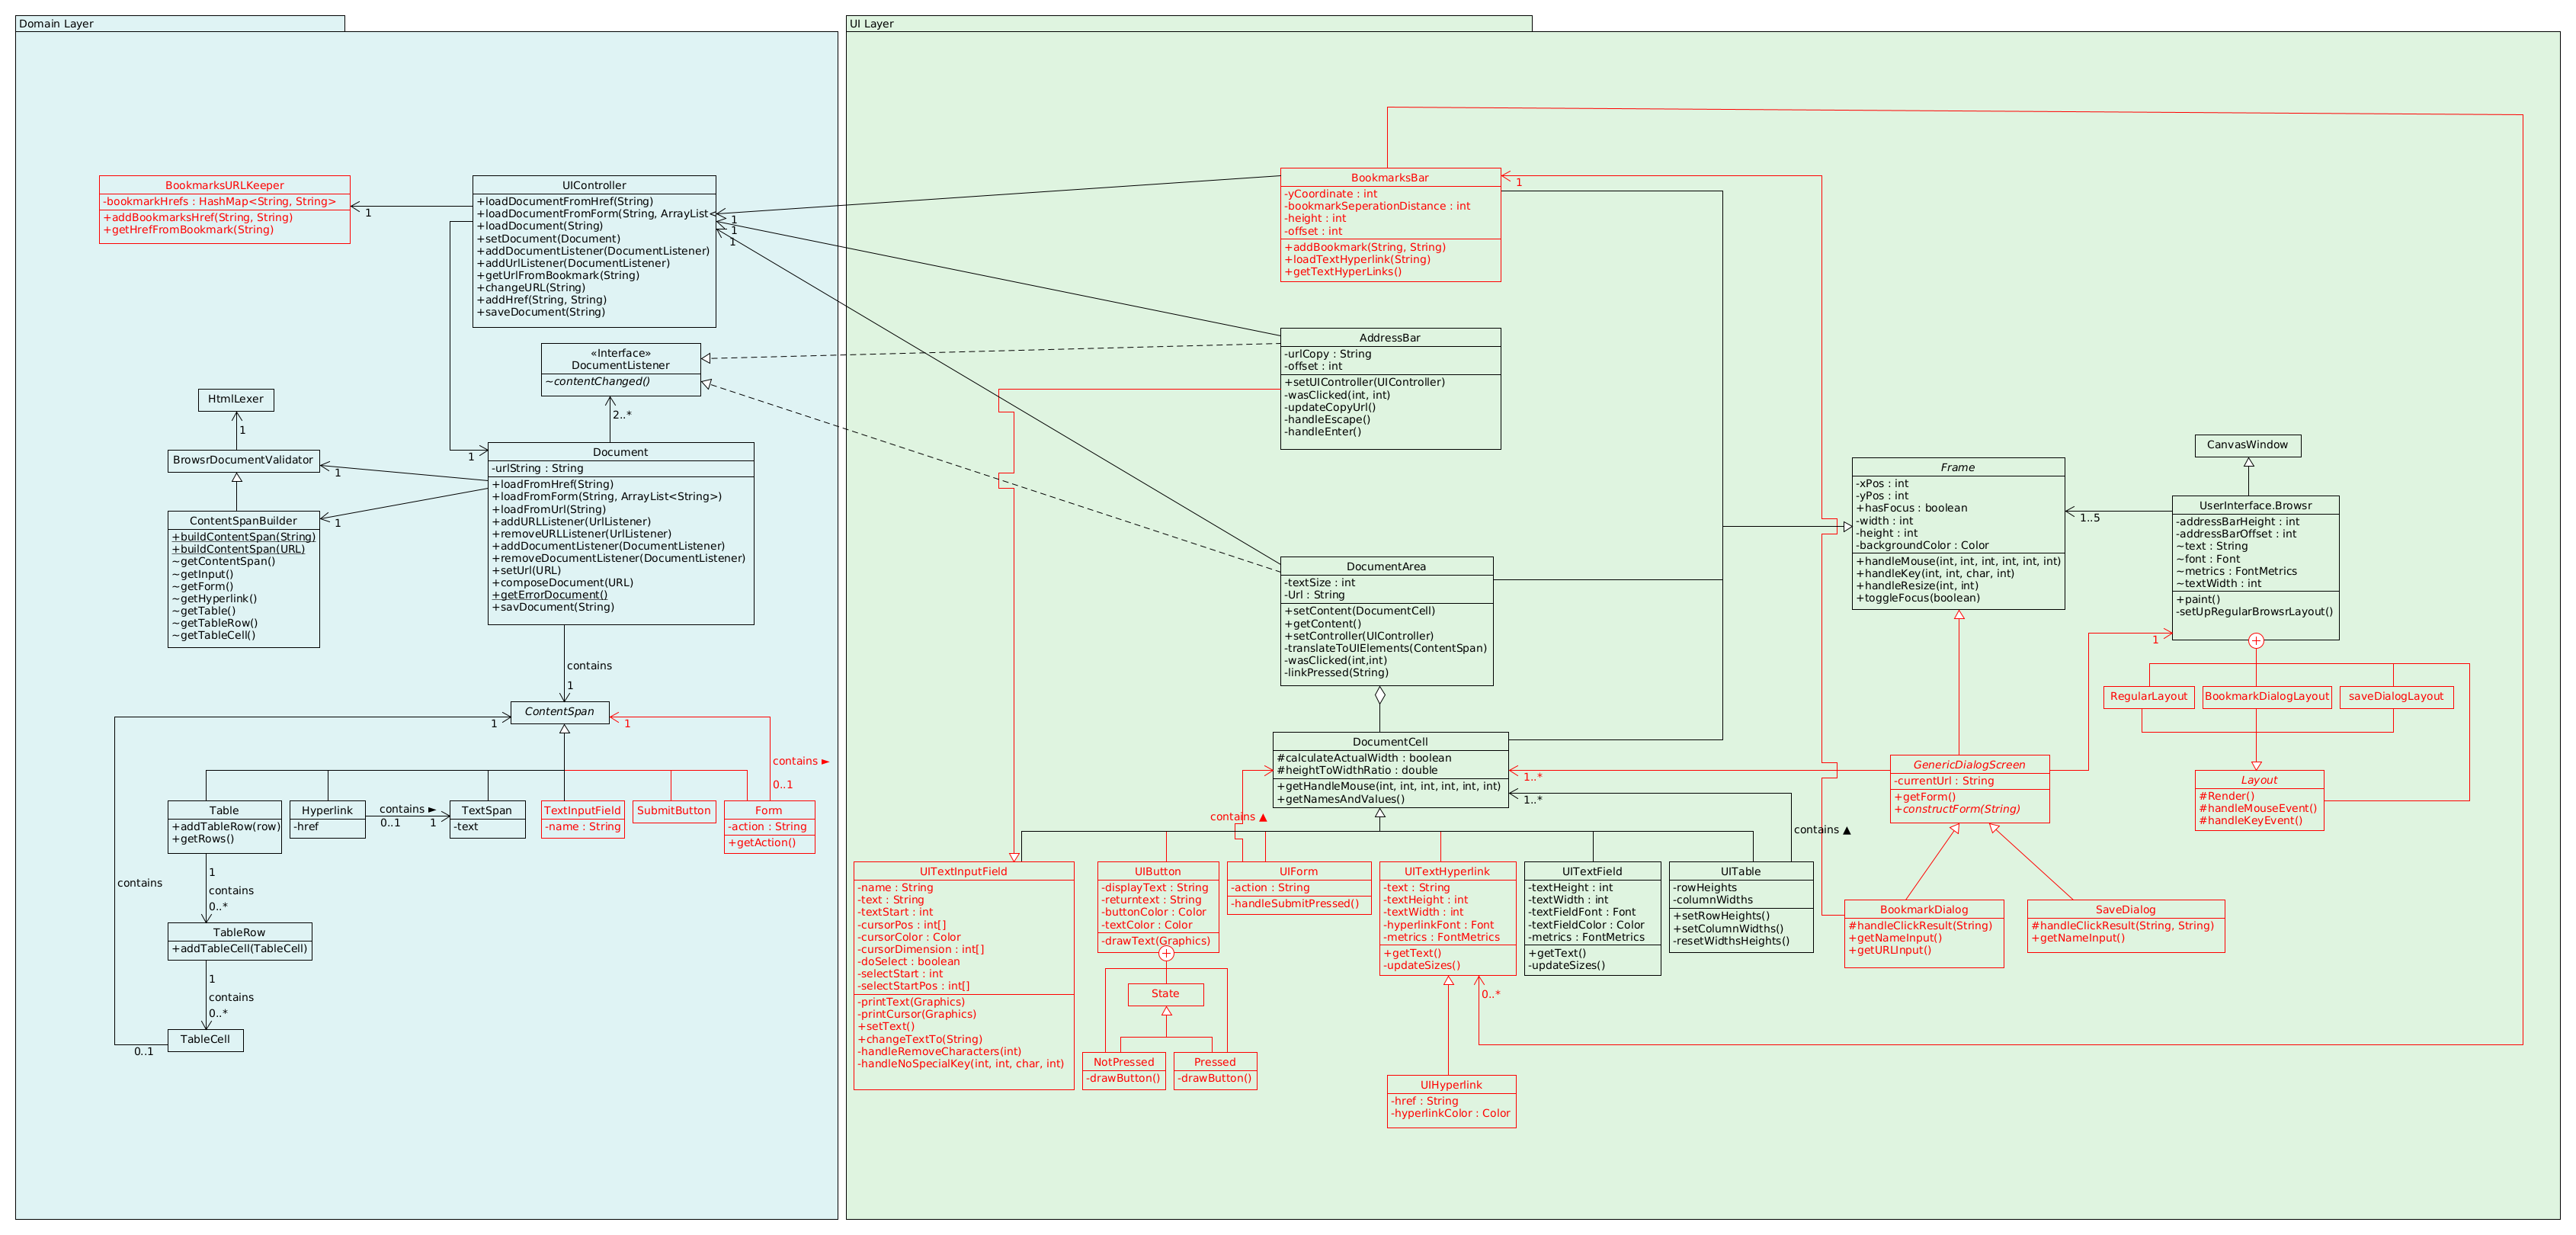 Domain Layer
BookmarksURLKeeper
-bookmarkHrefs : HashMap<String, String>
+addBookmarksHref(String, String)
+getHrefFromBookmark(String)
1
UIController
+loadDocumentFromHref(String)
+loadDocumentFromForm(String, ArrayList<
+loadDocument(String)
+setDocument(Document)
+addDocumentListener(DocumentListener)
+addUrlListener(DocumentListener)
+getUrlFromBookmark(String)
+changeURL(String)
+addHref(String, String)
+saveDocument(String)
1
1
1
«Interface»
DocumentListener
~contentChanged()
2..*
HtmlLexer
1
BrowsrDocumentValidator
1
ContentSpanBuilder
+buildContentSpan(String)
+buildContentSpan(URL)
~getContentSpan()
~getInput()
~getForm()
~getHyperlink()
~getTable()
~getTableRow()
~getTableCell()
1
1
Document
-urlString : String
+loadFromHref(String)
+loadFromForm(String, ArrayList<String>)
+loadFromUrl(String)
+addURLListener(UrlListener)
+removeURLListener(UrlListener)
+addDocumentListener(DocumentListener)
+removeDocumentListener(DocumentListener)
+setUrl(URL)
+composeDocument(URL)
+getErrorDocument()
+savDocument(String)
contains
1
ContentSpan
1
1
contains ►
0..1
Table
+addTableRow(row)
+getRows()
Hyperlink
-href
contains ►
0..1
1
TextSpan
-text
TextInputField
-name : String
SubmitButton
Form
-action : String
+getAction()
contains
1
contains
0..*
TableRow
+addTableCell(TableCell)
1
contains
0..*
TableCell
0..1
UI Layer
BookmarksBar
-yCoordinate : int
-bookmarkSeperationDistance : int
-height : int
-offset : int
+addBookmark(String, String)
+loadTextHyperlink(String)
+getTextHyperLinks()
1
AddressBar
-urlCopy : String
-offset : int
+setUIController(UIController)
-wasClicked(int, int)
-updateCopyUrl()
-handleEscape()
-handleEnter()
DocumentArea
-textSize : int
-Url : String
+setContent(DocumentCell)
+getContent()
+setController(UIController)
-translateToUIElements(ContentSpan)
-wasClicked(int,int)
-linkPressed(String)
Frame
-xPos : int
-yPos : int
+hasFocus : boolean
-width : int
-height : int
-backgroundColor : Color
+handleMouse(int, int, int, int, int, int)
+handleKey(int, int, char, int)
+handleResize(int, int)
+toggleFocus(boolean)
1..5
CanvasWindow
UserInterface.Browsr
-addressBarHeight : int
-addressBarOffset : int
~text : String
~font : Font
~metrics : FontMetrics
~textWidth : int
+paint()
-setUpRegularBrowsrLayout()
1
RegularLayout
BookmarkDialogLayout
saveDialogLayout
Layout
#Render()
#handleMouseEvent()
#handleKeyEvent()
DocumentCell
#calculateActualWidth : boolean
#heightToWidthRatio : double
+getHandleMouse(int, int, int, int, int, int)
+getNamesAndValues()
1..*
1..*
contains ▲
contains ▲
GenericDialogScreen
-currentUrl : String
+getForm()
+constructForm(String)
UITextInputField
-name : String
-text : String
-textStart : int
-cursorPos : int[]
-cursorColor : Color
-cursorDimension : int[]
-doSelect : boolean
-selectStart : int
-selectStartPos : int[]
-printText(Graphics)
-printCursor(Graphics)
+setText()
+changeTextTo(String)
-handleRemoveCharacters(int)
-handleNoSpecialKey(int, int, char, int)
UIButton
-displayText : String
-returntext : String
-buttonColor : Color
-textColor : Color
-drawText(Graphics)
State
NotPressed
-drawButton()
Pressed
-drawButton()
UIForm
-action : String
-handleSubmitPressed()
UITextHyperlink
-text : String
-textHeight : int
-textWidth : int
-hyperlinkFont : Font
-metrics : FontMetrics
+getText()
-updateSizes()
0..*
UIHyperlink
-href : String
-hyperlinkColor : Color
UITextField
-textHeight : int
-textWidth : int
-textFieldFont : Font
-textFieldColor : Color
-metrics : FontMetrics
+getText()
-updateSizes()
UITable
-rowHeights
-columnWidths
+setRowHeights()
+setColumnWidths()
-resetWidthsHeights()
BookmarkDialog
#handleClickResult(String)
+getNameInput()
+getURLInput()
SaveDialog
#handleClickResult(String, String)
+getNameInput()